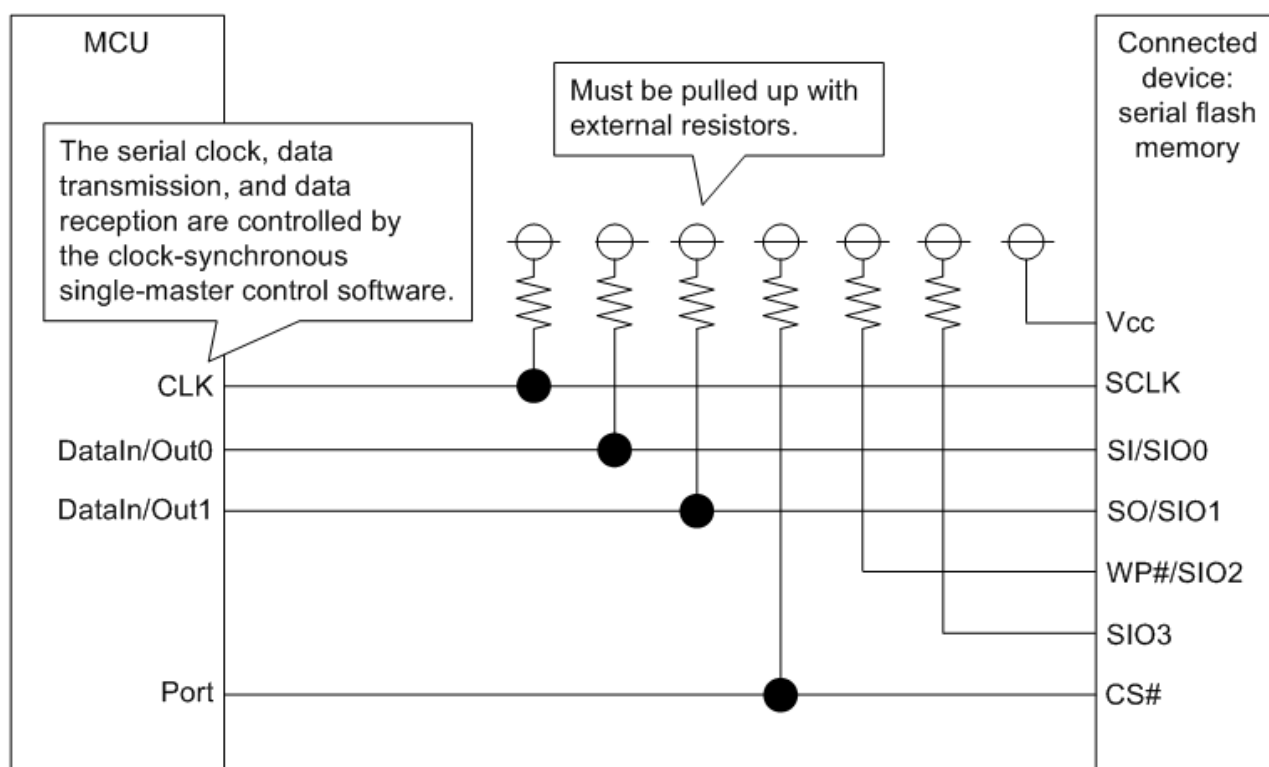 MCU
Connected
device:
serial flash
memory
Must be pulled up with
external resistors.
The serial clock, data
transmission, and data
reception are controlled by
the clock-synchronous
single-master control software.
Vcc
CLK
SCLK
DataIn/Out0
SI/SIO0
DataIn/Out1
SO/SIO1
WP#/SIO2
SIO3
Port
CS#